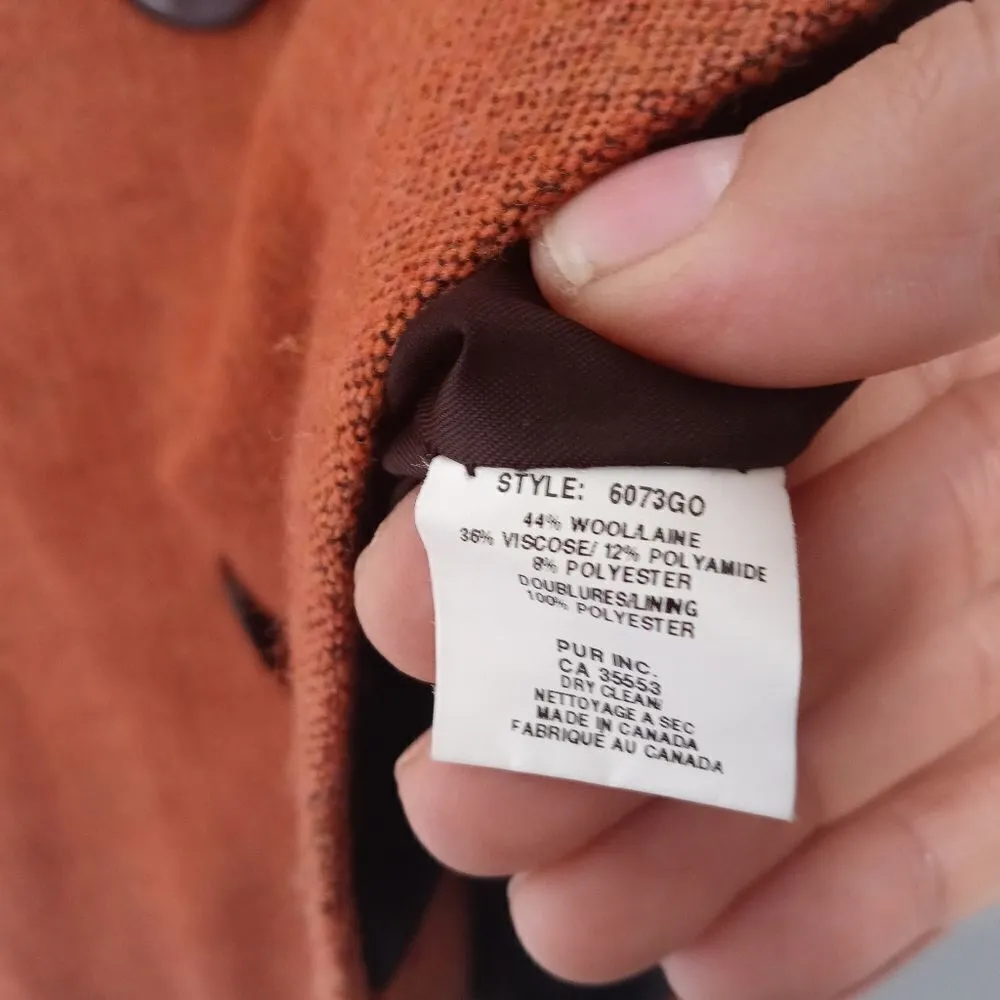 STYLE: 6073GO
44% WOOL/LAINE
36% VISCOSE/ 12% POLYAMIDE
8% POLYESTER
DOUBLURES/LINING
100% POLYESTER
PUR INC.
CA 35553
DRY CLEAN/
NETTOYAGE A SEC
MADE IN CANADA
FABRIQUÉ AU CANADA